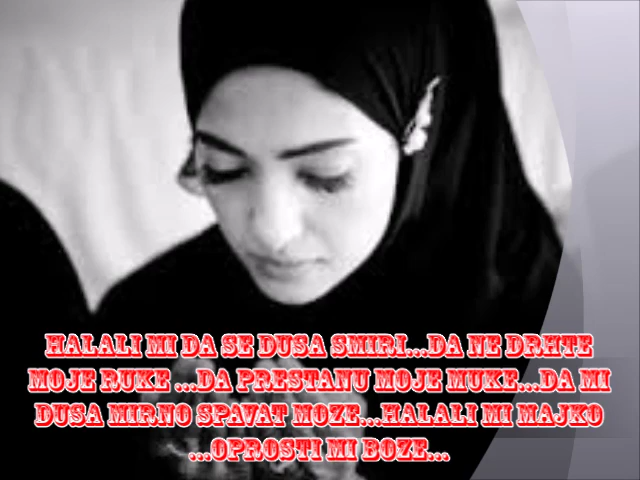 HALALI MI DA SE DUSA SMIRI...DA NE DRHTE
MOJE RUKE ...DA PRESTANU MOJE MUKE...DA MI
DUSA MIRNO SPAVAT MOZE...HALALI MI MAJKO
...OPROSTI MI BOZE...